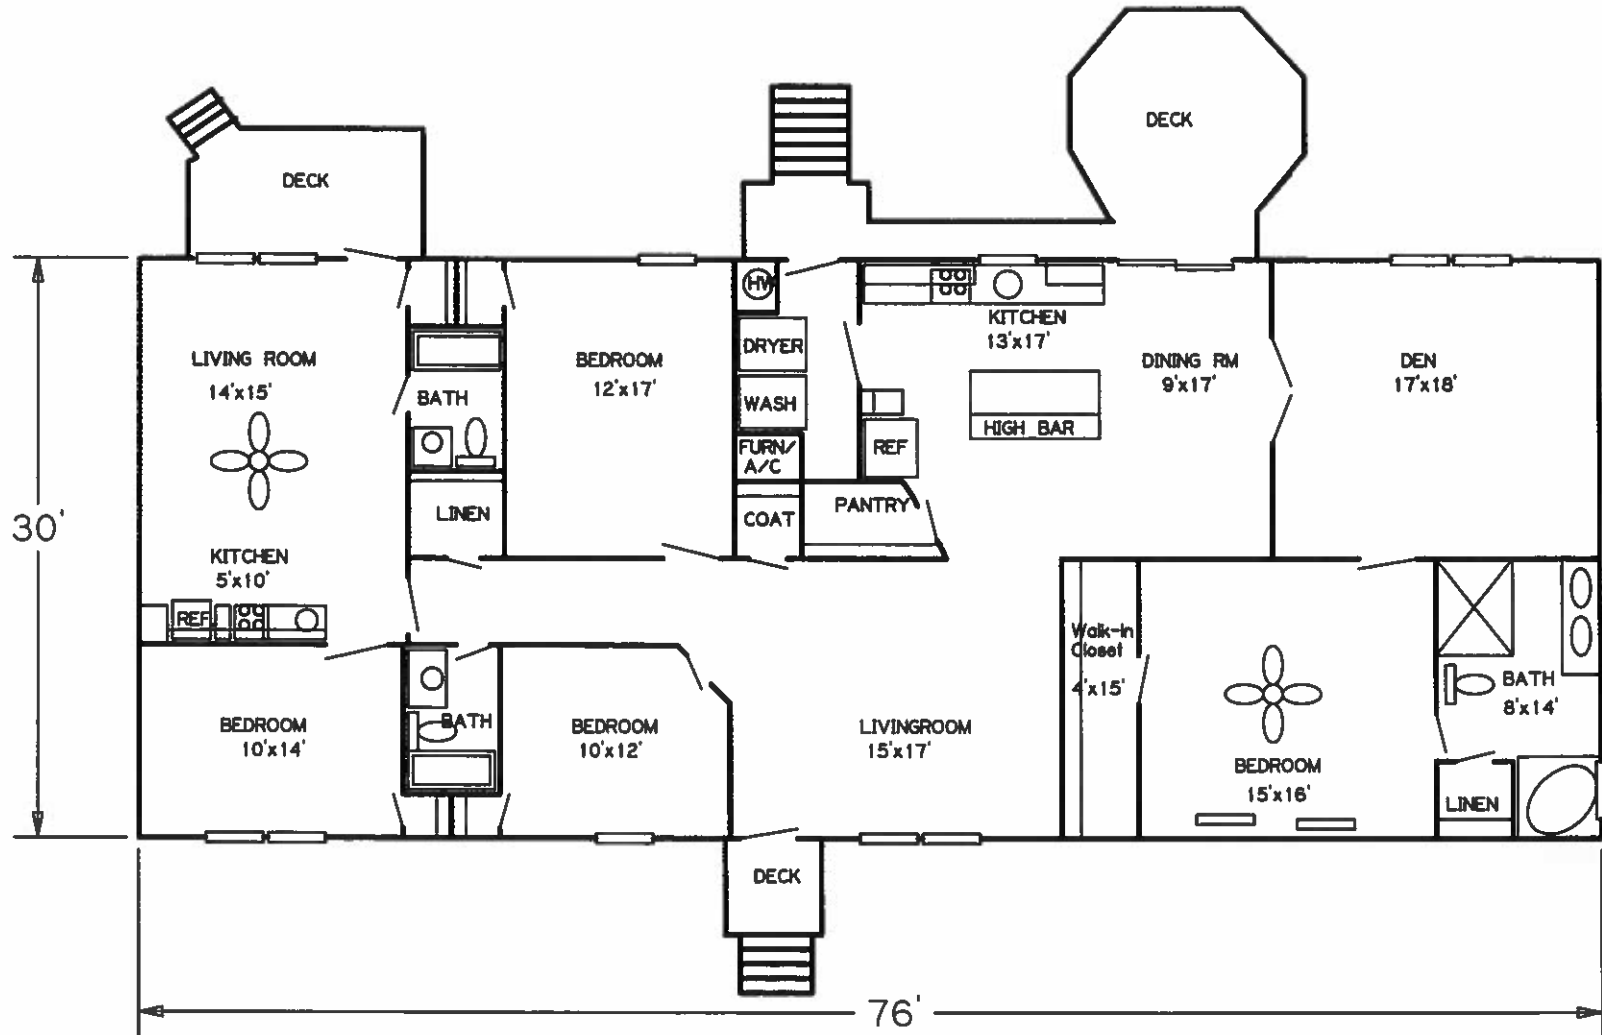 DECK
DECK
HW
KITCHEN
13'x17'
LIVING ROOM
14'x15'
BATH
BEDROOM
12'x17'
DRYER
WASH
FURN/
A/C
REF
HIGH BAR
DINING RM
9'x17'
DEN
17'x18'
LINEN
COAT
PANTRY
30'
KITCHEN
5'x10'
REF
Walk-in
Closet
4'x15'
BEDROOM
10'x14'
BATH
BEDROOM
10'x12'
LIVINGROOM
15'x17'
BEDROOM
15'x16'
BATH
8'x14'
LINEN
DECK
76'